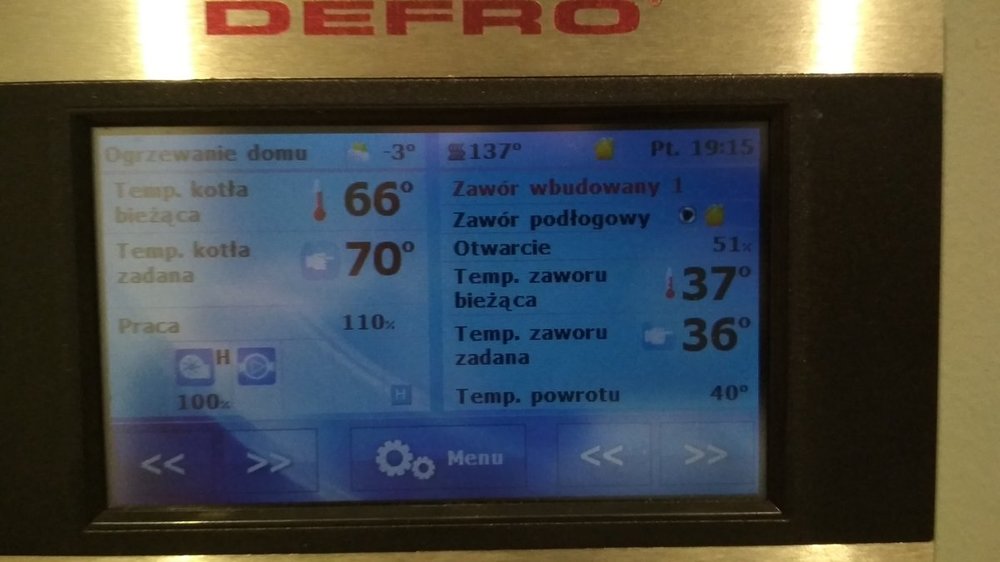 DEFRO
Ogrzewanie domu -3°
137° Pt. 19:15
Temp. kotła
bieżąca
66°
Temp. kotła
zadana
70°
Praca 110%
H
100%
H
Zawór wbudowany 1
Zawór podłogowy
Otwarcie 51%
Temp. zaworu
bieżąca
37°
Temp. zaworu
zadana
36°
Temp. powrotu 40°
<< >> Menu << >>